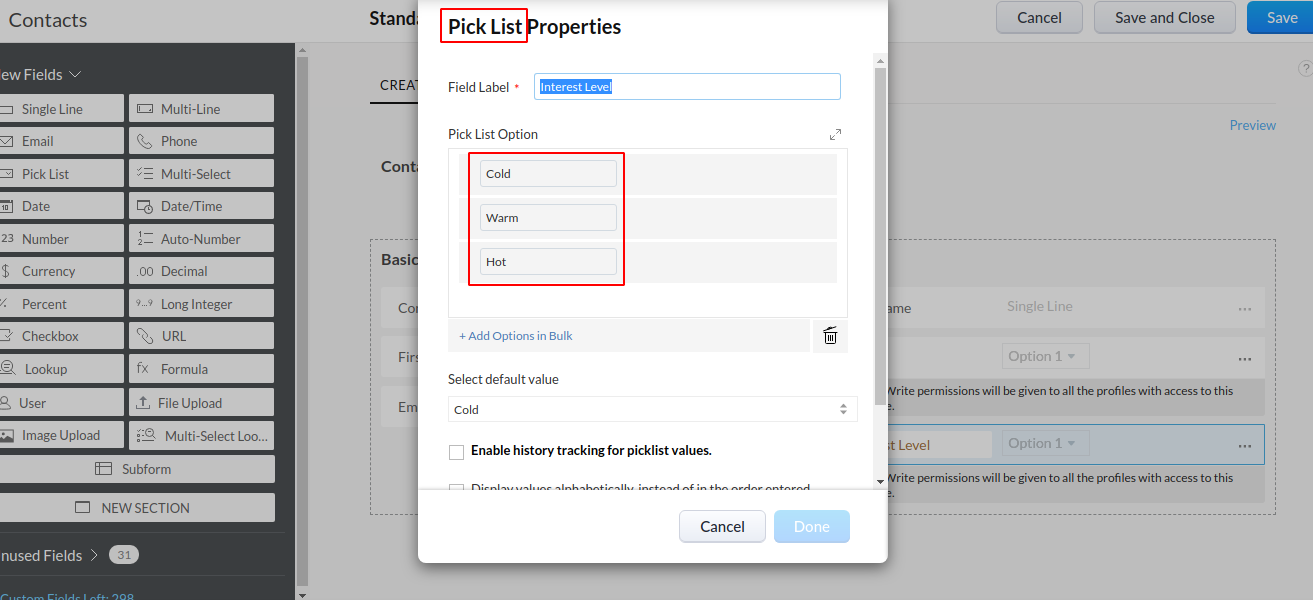 Contacts
Standa
Cancel
Save and Close
Save
ew Fields
Single Line
Multi-Line
Email
Phone
Pick List
Multi-Select
Date
Date/Time
Number
Auto-Number
Currency
Decimal
Percent
Long Integer
Checkbox
URL
Lookup
Formula
User
File Upload
Image Upload
Multi-Select Loo...
Subform
NEW SECTION
nused Fields
31
Custom Fields Left: 298
CREAT
Preview
Conta
Basic
Con
Firs
Em
Pick List Properties
Field Label *
Interest Level
Pick List Option
Cold
Warm
Hot
+ Add Options in Bulk
Select default value
Cold
Enable history tracking for picklist values.
Display values alphabetically, instead of in the order entered
Cancel
Done
ame
Single Line
...
Option 1
...
Write permissions will be given to all the profiles with access to this
e.
st Level
Option 1
...
Write permissions will be given to all the profiles with access to this
e.
?